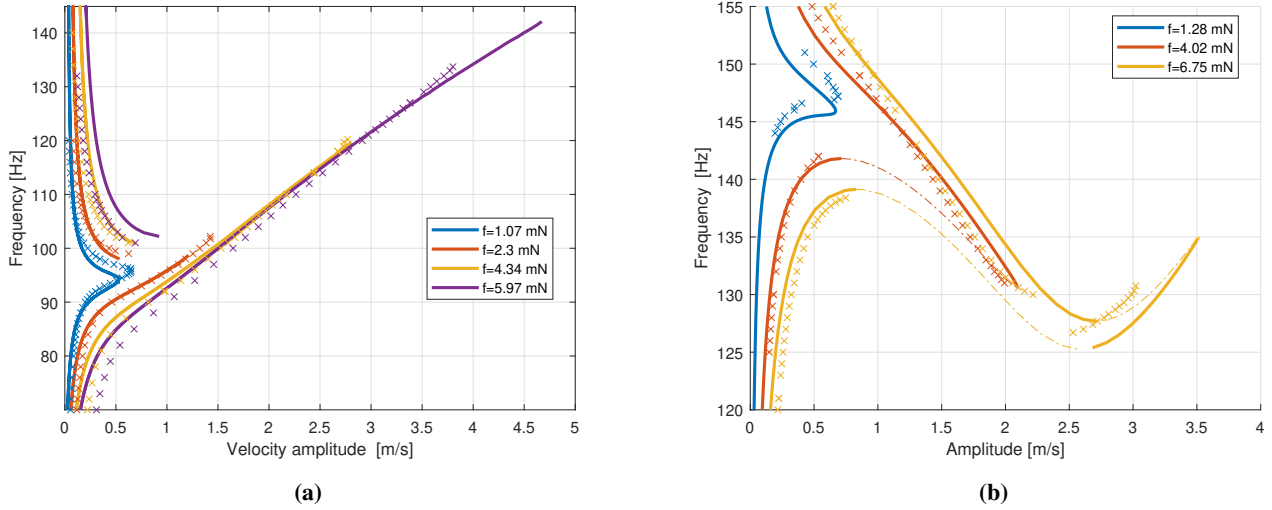 140
130
120
110
100
90
80
Frequency [Hz]
0 0.5 1 1.5 2 2.5 3 3.5 4 4.5 5
Velocity amplitude [m/s]
f=1.07 mN
f=2.3 mN
f=4.34 mN
f=5.97 mN
(a)
155
150
145
140
135
130
125
120
Frequency [Hz]
0 0.5 1 1.5 2 2.5 3 3.5 4
Amplitude [m/s]
f=1.28 mN
f=4.02 mN
f=6.75 mN
(b)